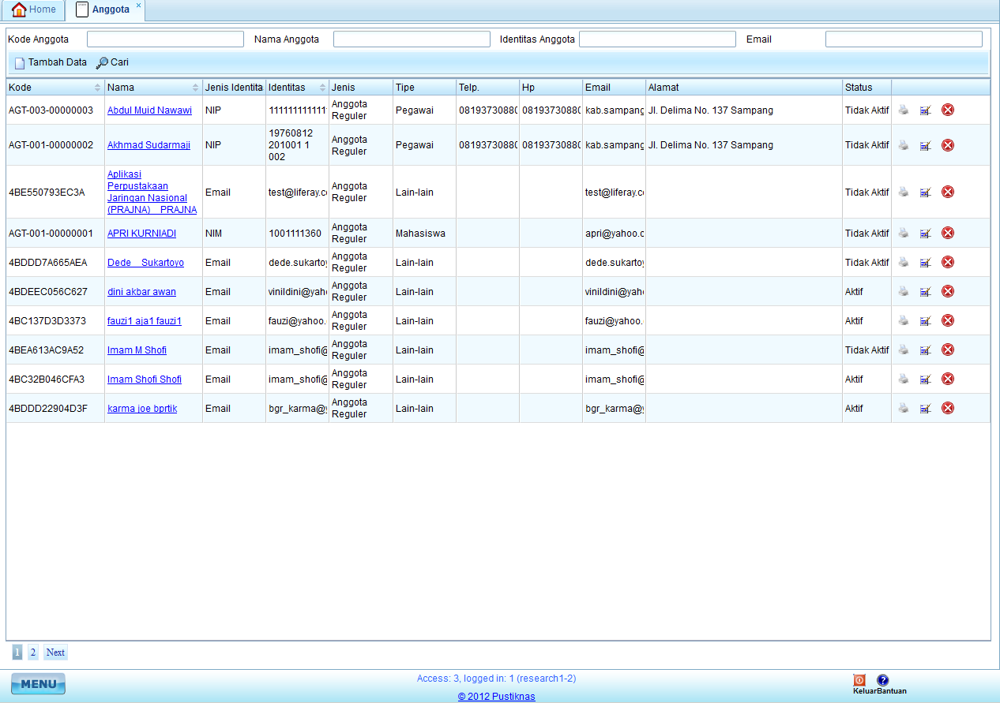 Home
Anggota
Kode Anggota Nama Anggota Identitas Anggota Email
Tambah Data Cari
Kode Nama Jenis Identita Identitas Jenis Tipe Telp. Hp Email Alamat Status
AGT-003-00000003 Abdul Muid Nawawi NIP 111111111111 Anggota Reguler Pegawai 08193730880 08193730880 kab.sampang Jl. Delima No. 137 Sampang Tidak Aktif
AGT-001-00000002 Akhmad Sudarmaji NIP 19760812 201001 1 002 Anggota Reguler Pegawai 08193730880 08193730880 kab.sampang Jl. Delima No. 137 Sampang Tidak Aktif
4BE550793EC3A Aplikasi Perpustakaan Jaringan Nasional (PRAJNA) _ PRAJNA Email test@liferay.co Anggota Reguler Lain-lain test@liferay.co Tidak Aktif
AGT-001-00000001 APRI KURNIADI NIM 1001111360 Anggota Reguler Mahasiswa apri@yahoo.c Tidak Aktif
4BDDD7A665AEA Dede _ Sukartoyo Email dede.sukartoy Anggota Reguler Lain-lain dede.sukartoy Tidak Aktif
4BDEEC056C627 dini akbar awan Email vinildini@yah Anggota Reguler Lain-lain vinildini@yah Aktif
4BC137D3D3373 fauzi1 aja1 fauzi1 Email fauzi@yahoo. Anggota Reguler Lain-lain fauzi@yahoo. Aktif
4BEA613AC9A52 Imam M Shofi Email imam_shofi@ Anggota Reguler Lain-lain imam_shofi@ Tidak Aktif
4BC32B046CFA3 Imam Shofi Shofi Email imam_shofi@ Anggota Reguler Lain-lain imam_shofi@ Aktif
4BDDD22904D3F karma joe bprtik Email bgr_karma@y Anggota Reguler Lain-lain bgr_karma@y Aktif
1 2 Next
MENU
Access: 3, logged in: 1 (research1-2)
© 2012 Pustiknas
Keluar Bantuan